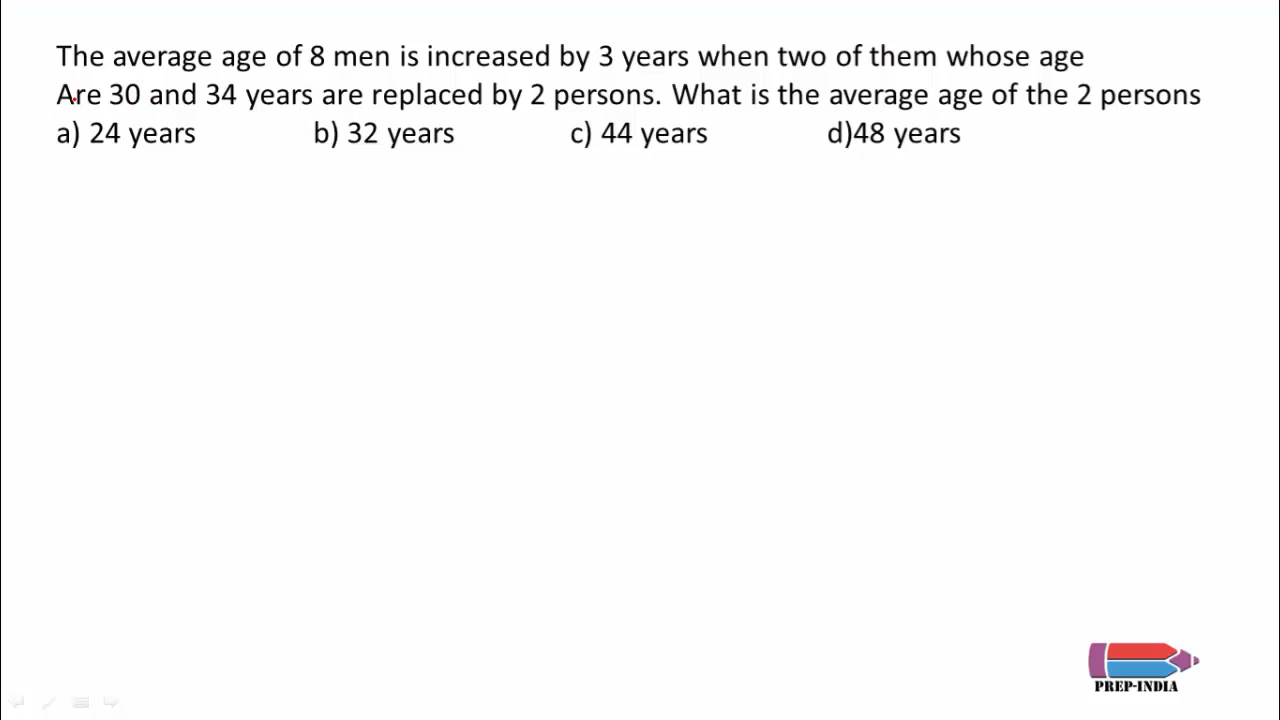 The average age of 8 men is increased by 3 years when two of them whose age
Are 30 and 34 years are replaced by 2 persons. What is the average age of the 2 persons
a) 24 years b) 32 years c) 44 years d)48 years
PREP-INDIA